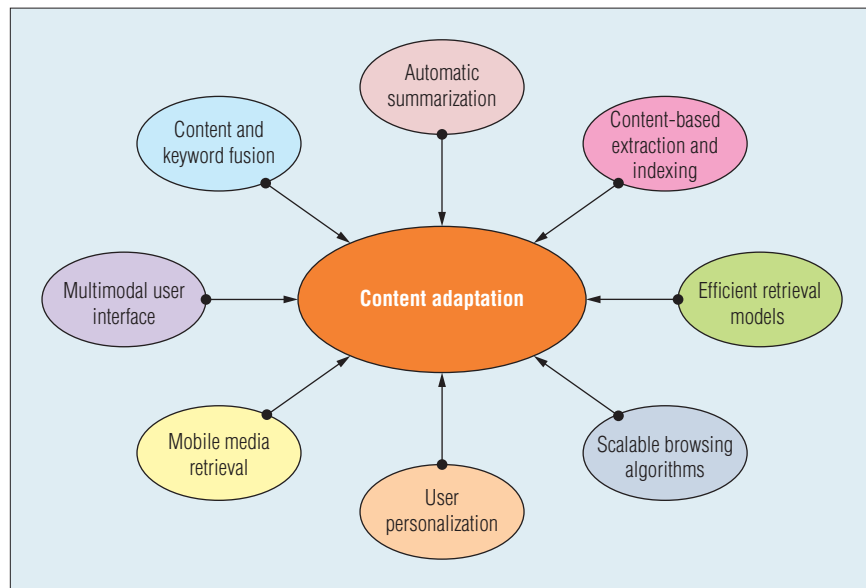 Automatic
summarization
Content and
keyword fusion
Content-based
extraction and
indexing
Multimodal user
interface
Content adaptation
Efficient retrieval
models
Mobile media
retrieval
Scalable browsing
algorithms
User
personalization